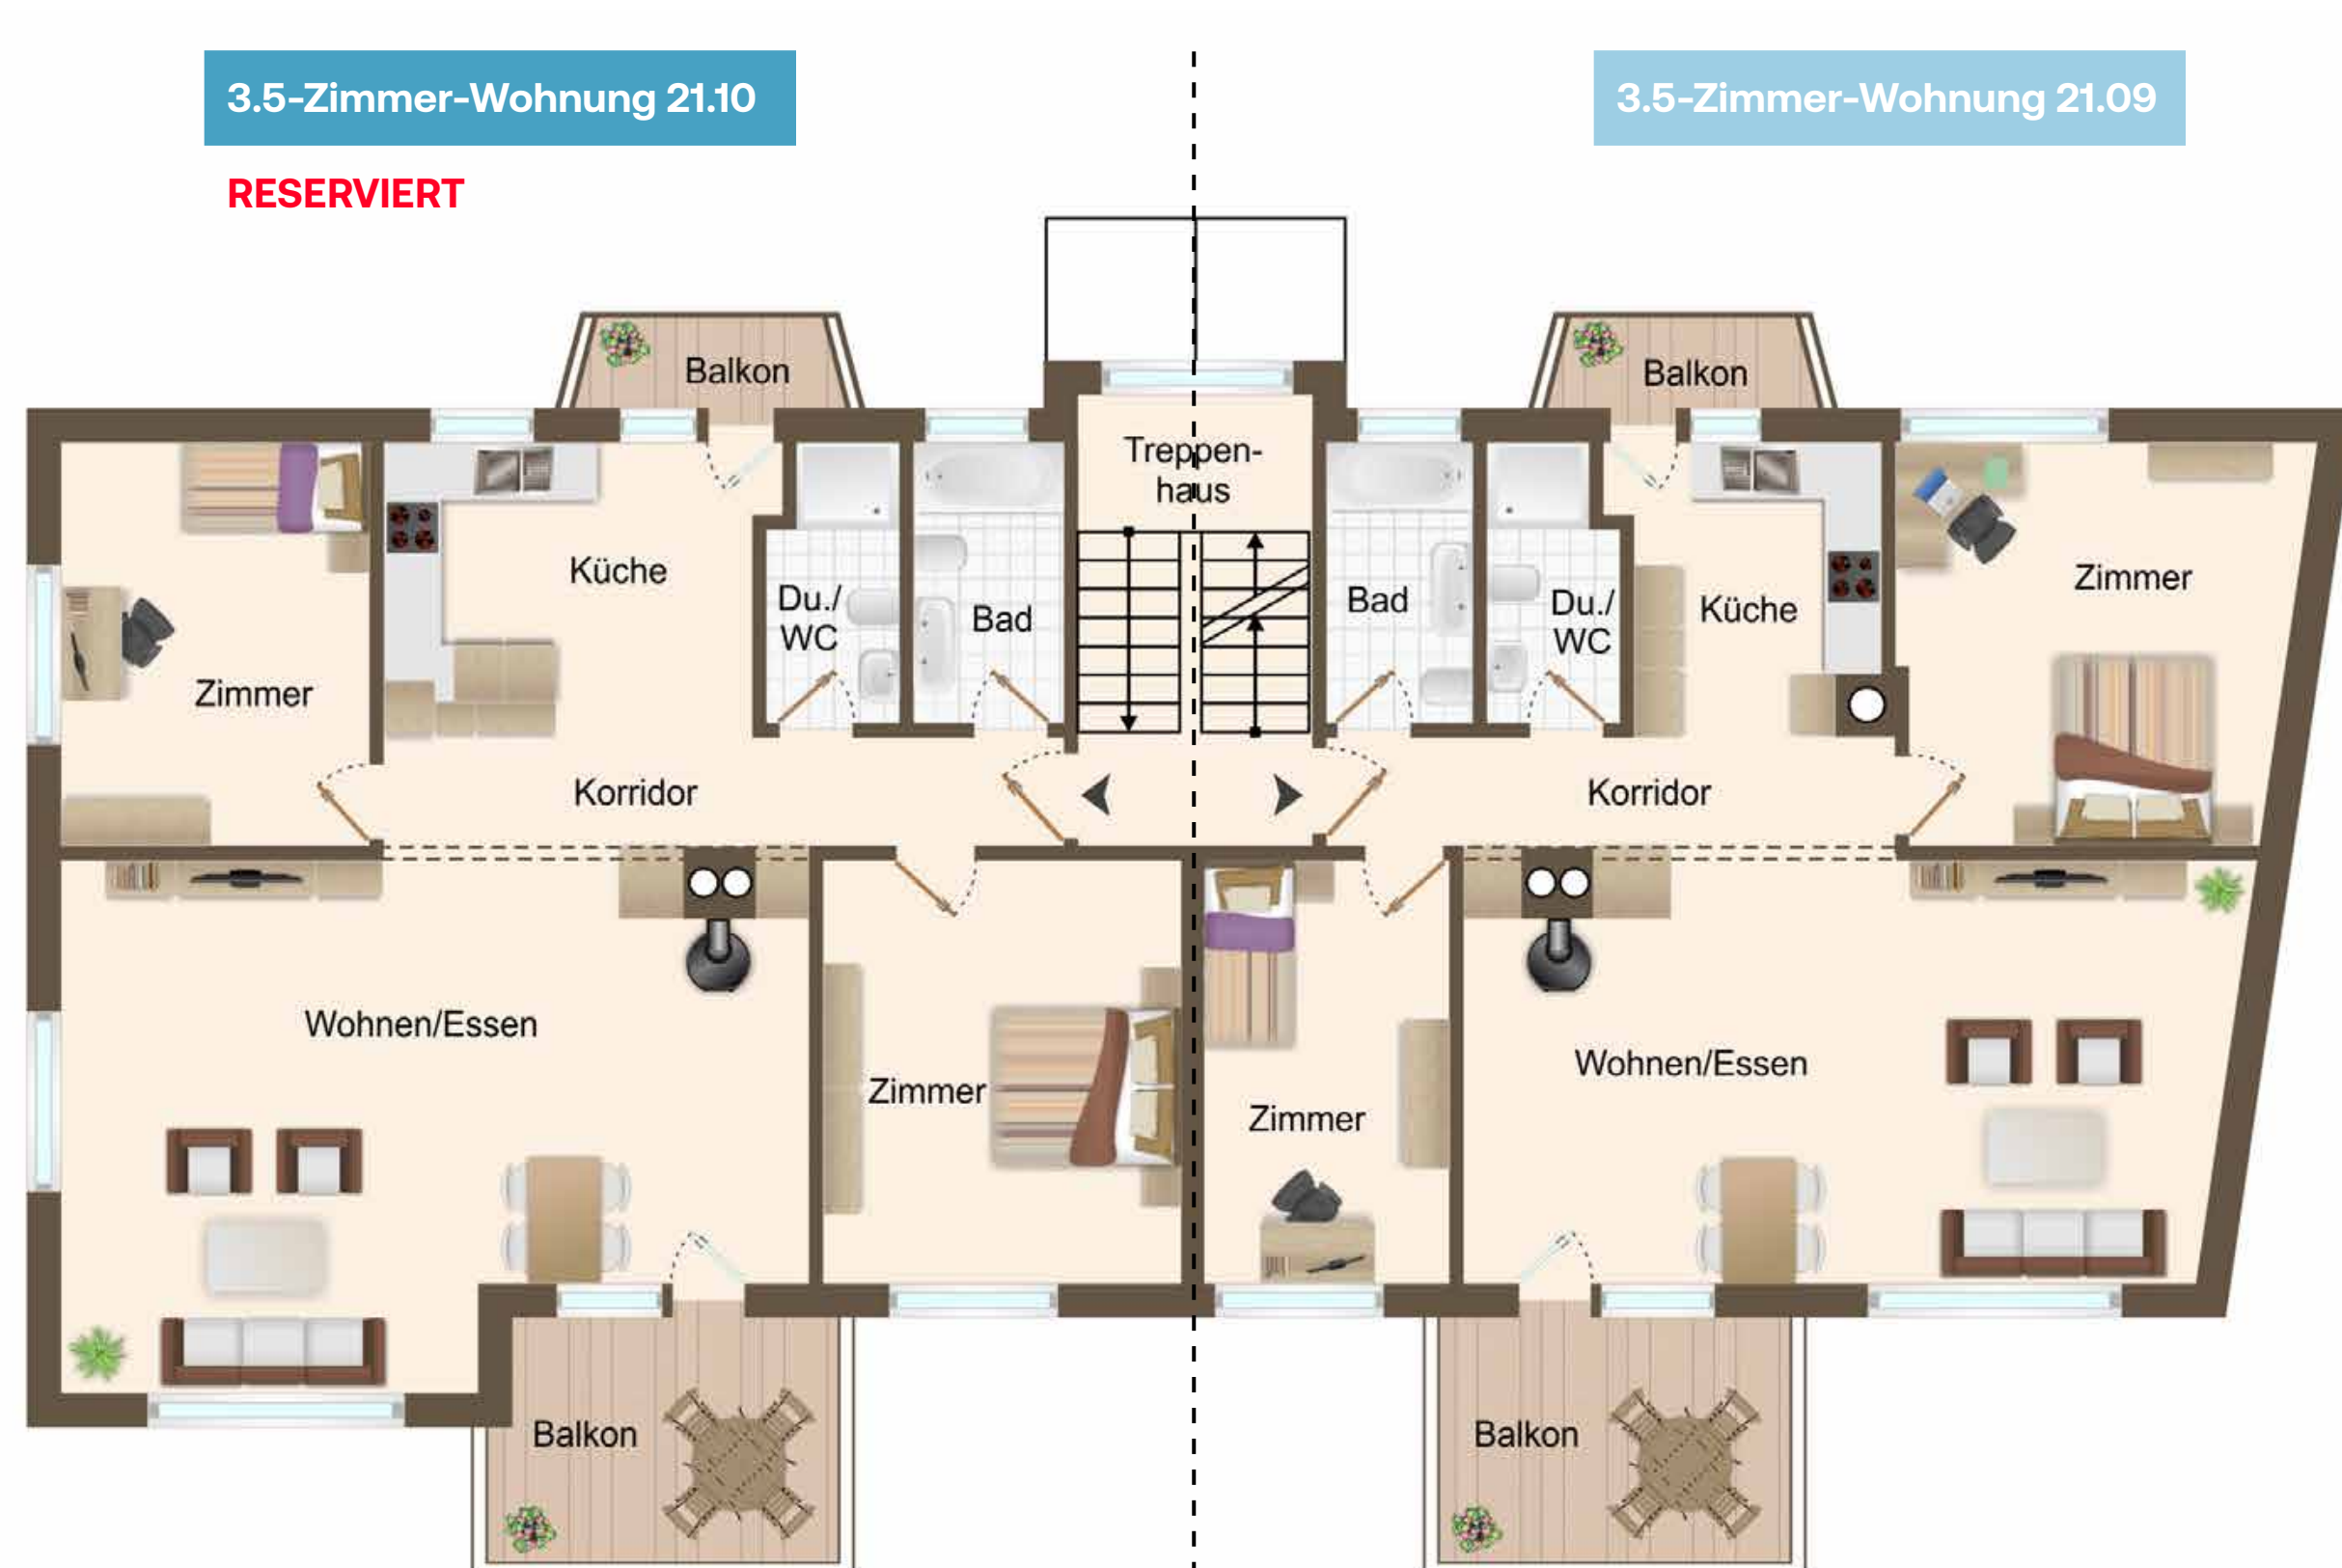 3.5-Zimmer-Wohnung 21.10
3.5-Zimmer-Wohnung 21.09
RESERVIERT
Balkon
Balkon
Treppen-
haus
Küche
Du./
WC
Bad
Bad
Du./
WC
Küche
Zimmer
Zimmer
Korridor
Korridor
Wohnen/Essen
Zimmer
Zimmer
Wohnen/Essen
Balkon
Balkon